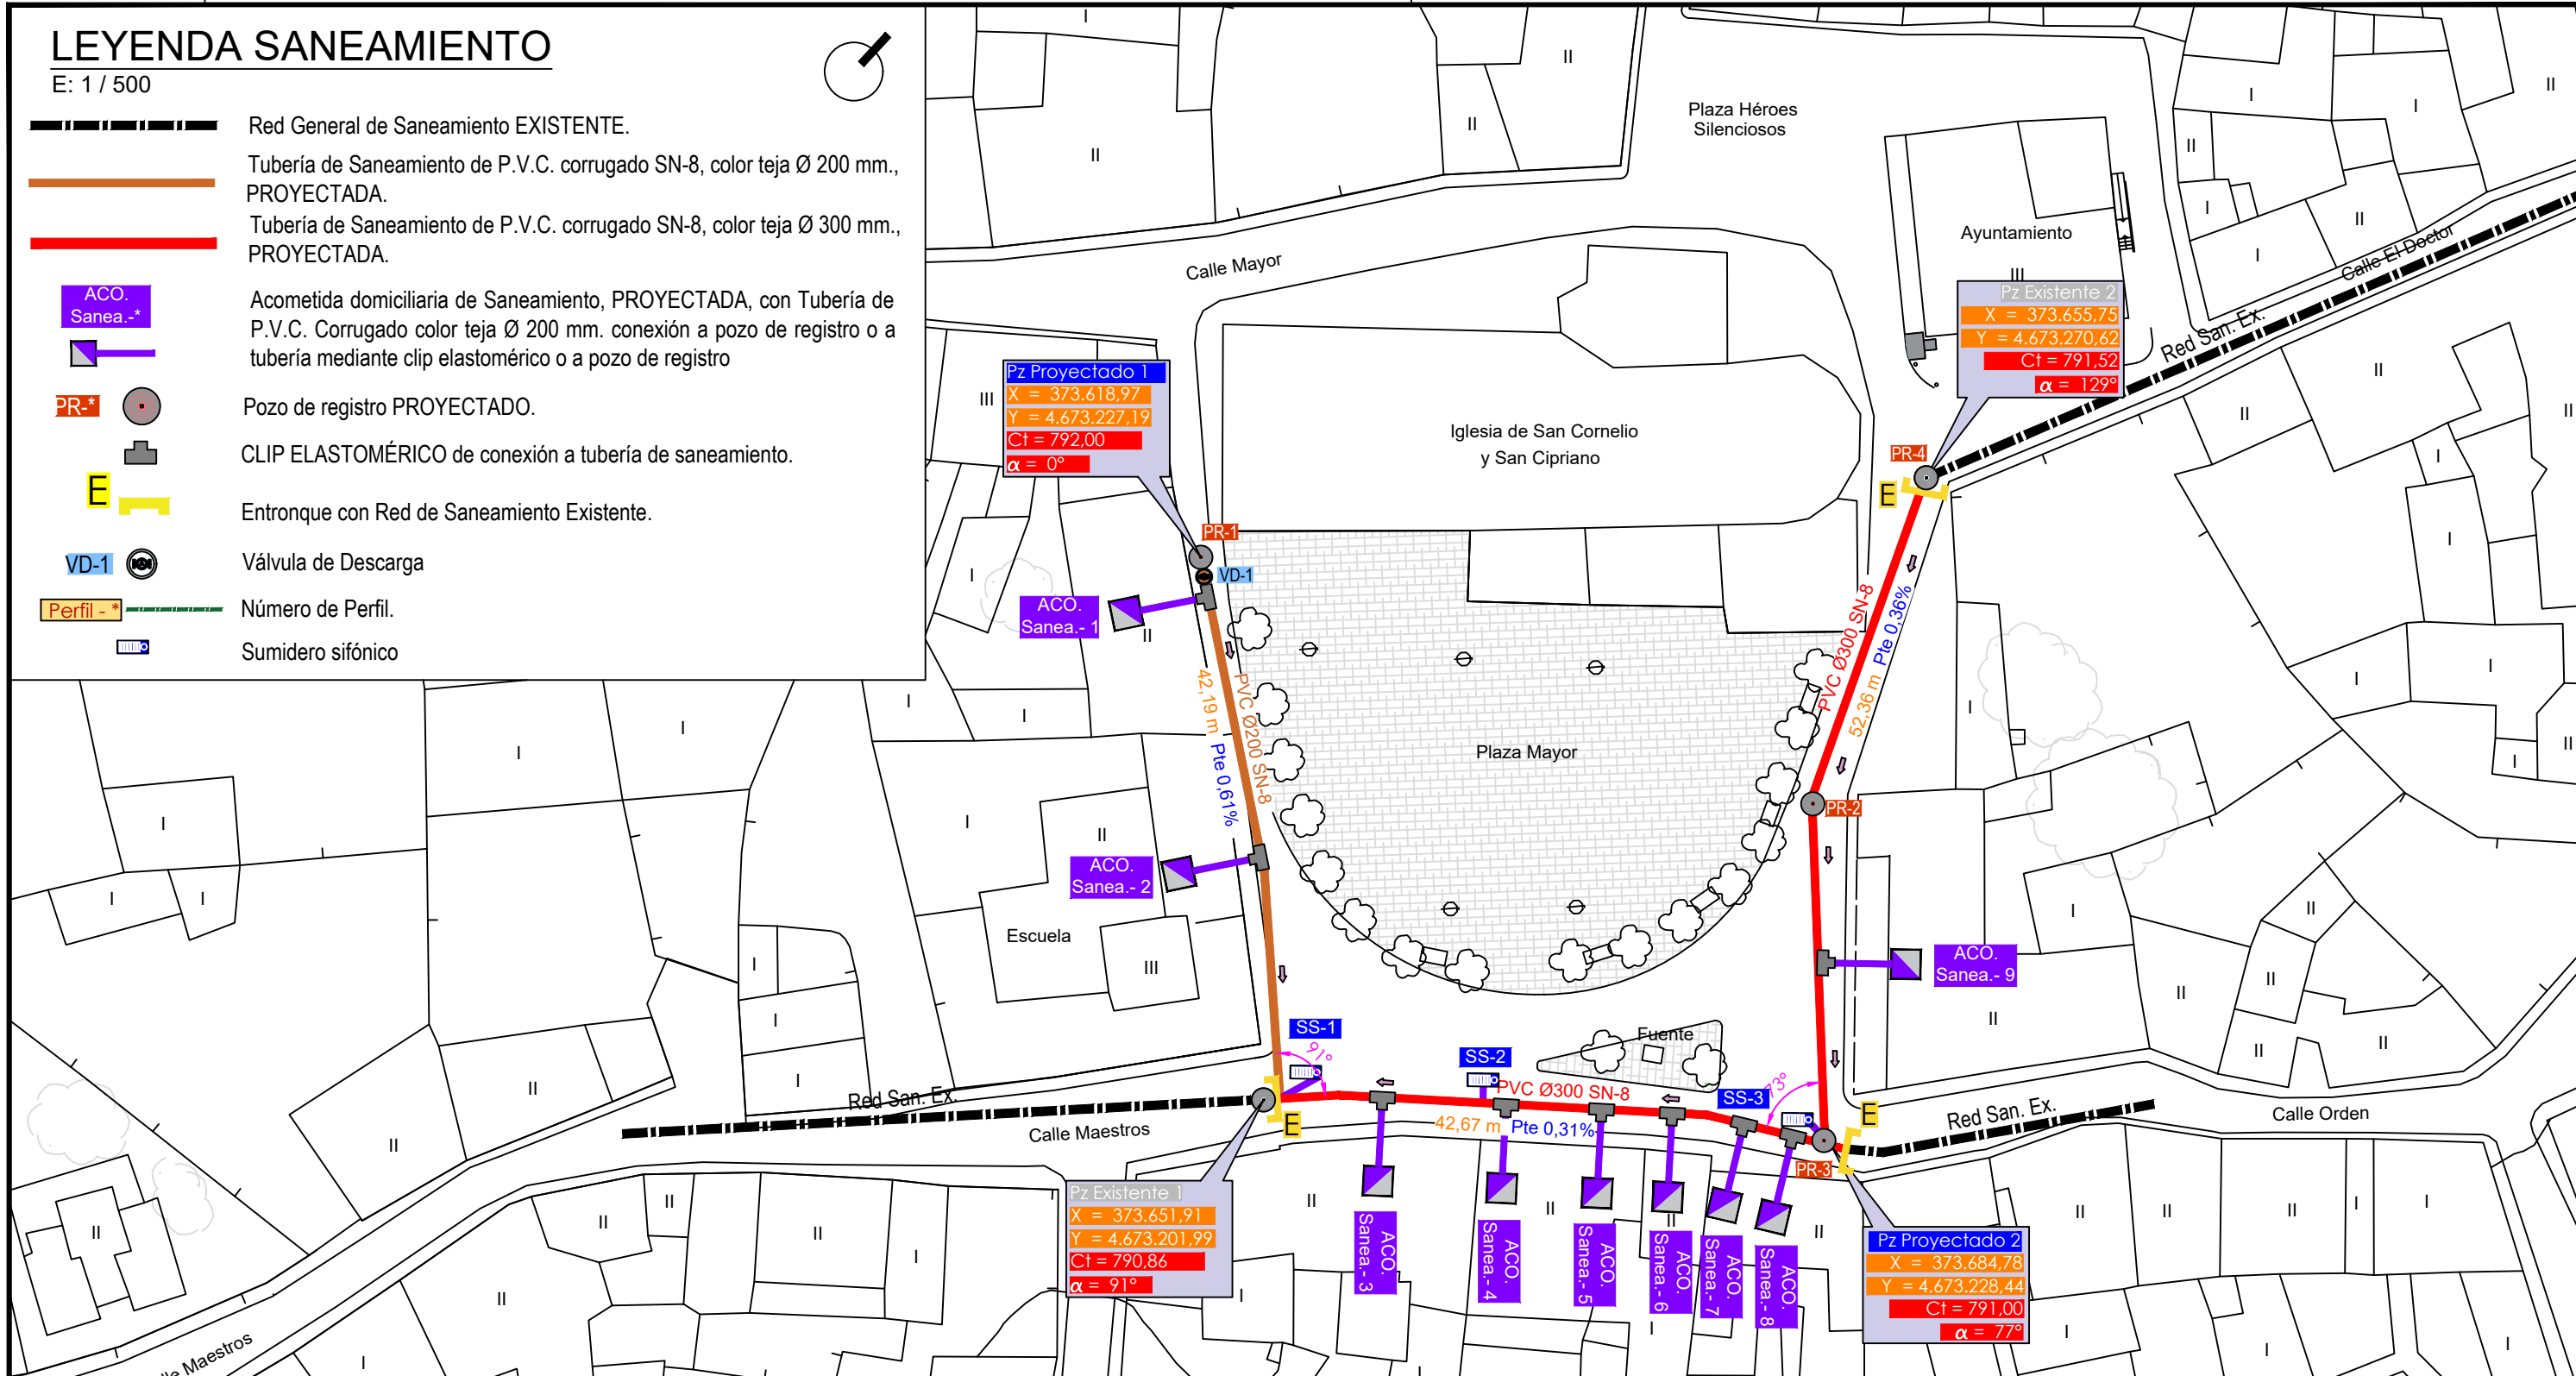 LEYENDA SANEAMIENTO
E: 1 / 500
Red General de Saneamiento EXISTENTE.
Tubería de Saneamiento de P.V.C. corrugado SN-8, color teja Ø 200 mm.,
PROYECTADA.
Tubería de Saneamiento de P.V.C. corrugado SN-8, color teja Ø 300 mm.,
PROYECTADA.
ACO.
Sanea.-*
Acometida domiciliaria de Saneamiento, PROYECTADA, con Tubería de
P.V.C. Corrugado color teja Ø 200 mm. conexión a pozo de registro o a
tubería mediante clip elastomérico o a pozo de registro
PR-*
Pozo de registro PROYECTADO.
CLIP ELASTOMÉRICO de conexión a tubería de saneamiento.
E
Entronque con Red de Saneamiento Existente.
VD-1
Válvula de Descarga
Perfil - *
Número de Perfil.
Sumidero sifónico
Plaza Héroes
Silenciosos
Ayuntamiento
III
Calle El Doctor
Red San. Ex.
Calle Mayor
Pz Existente 2
X = 373.655,75
Y = 4.673.270,62
Ct = 791,52
α = 129°
Pz Proyectado 1
X = 373.618,97
Y = 4.673.227,19
Ct = 792,00
α = 0°
Iglesia de San Cornelio
y San Cipriano
PR-4
E
PR-1
VD-1
ACO.
Sanea.- 1
PVC Ø200 SN-8
42,19 m Pte 0,61%
PVC Ø300 SN-8
52,36 m Pte 0,36%
Plaza Mayor
PR-2
ACO.
Sanea.- 2
Escuela
III
ACO.
Sanea.- 9
SS-1
91°
SS-2
Fuente
SS-3
73°
PVC Ø300 SN-8
42,67 m Pte 0,31%
Red San. Ex.
Calle Maestros
E
E
Red San. Ex.
Calle Orden
PR-3
Pz Existente 1
X = 373.651,91
Y = 4.673.201,99
Ct = 790,86
α = 91°
ACO.
Sanea.- 3
ACO.
Sanea.- 4
ACO.
Sanea.- 5
ACO.
Sanea.- 6
ACO.
Sanea.- 7
ACO.
Sanea.- 8
Pz Proyectado 2
X = 373.684,78
Y = 4.673.228,44
Ct = 791,00
α = 77°
Maestros